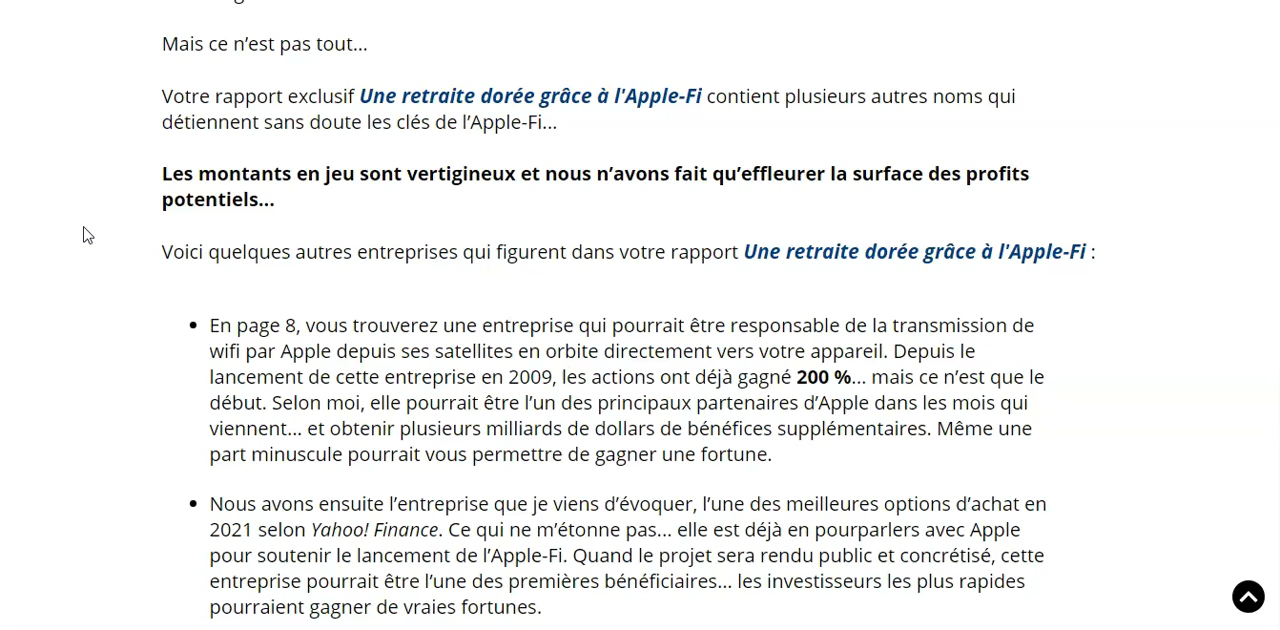 Mais ce n’est pas tout...
Votre rapport exclusif Une retraite dorée grâce à l'Apple-Fi contient plusieurs autres noms qui
détiennent sans doute les clés de l’Apple-Fi...
Les montants en jeu sont vertigineux et nous n’avons fait qu’effleurer la surface des profits
potentiels...
Voici quelques autres entreprises qui figurent dans votre rapport Une retraite dorée grâce à l'Apple-Fi :
• En page 8, vous trouverez une entreprise qui pourrait être responsable de la transmission de
wifi par Apple depuis ses satellites en orbite directement vers votre appareil. Depuis le
lancement de cette entreprise en 2009, les actions ont déjà gagné 200 %... mais ce n’est que le
début. Selon moi, elle pourrait être l’un des principaux partenaires d’Apple dans les mois qui
viennent... et obtenir plusieurs milliards de dollars de bénéfices supplémentaires. Même une
part minuscule pourrait vous permettre de gagner une fortune.
• Nous avons ensuite l’entreprise que je viens d’évoquer, l’une des meilleures options d’achat en
2021 selon Yahoo! Finance. Ce qui ne m’étonne pas... elle est déjà en pourparlers avec Apple
pour soutenir le lancement de l’Apple-Fi. Quand le projet sera rendu public et concrétisé, cette
entreprise pourrait être l’une des premières bénéficiaires... les investisseurs les plus rapides
pourraient gagner de vraies fortunes.